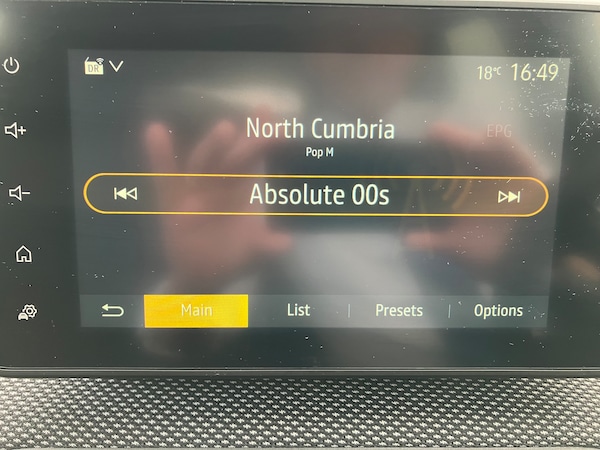 DR
18°C 16:49
North Cumbria
EPG
Pop M
Absolute 00s
Main
List
Presets
Options